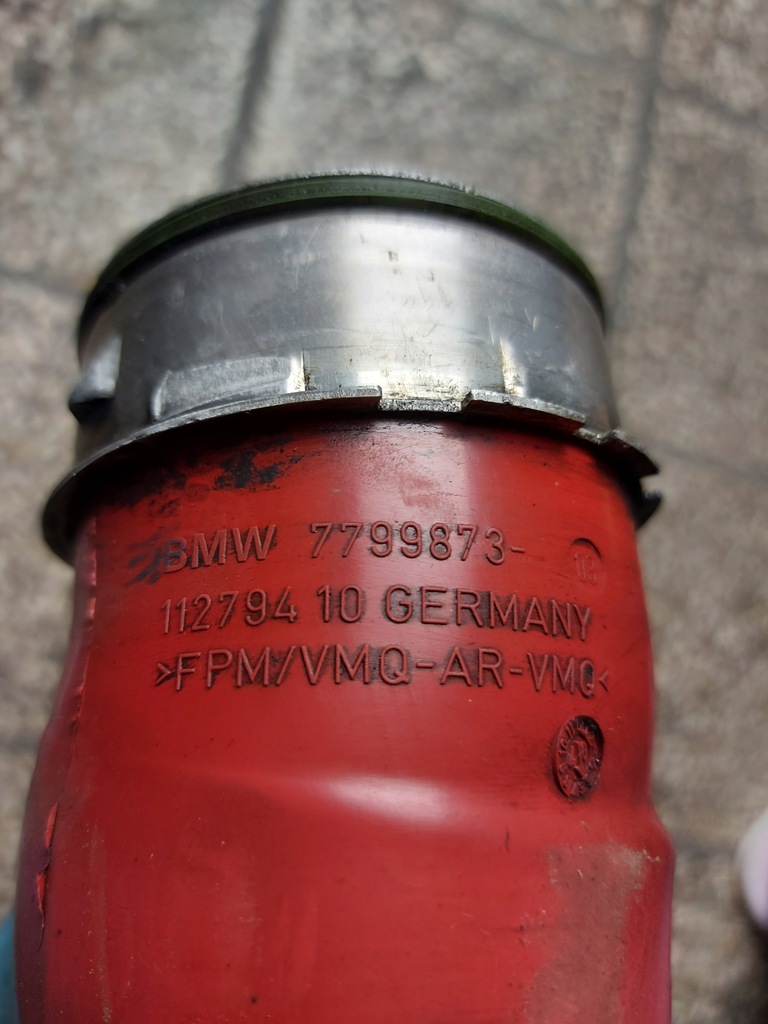 BMW 7799873-
112794 10 GERMANY
>FPM/VMQ-AR-VMQ<